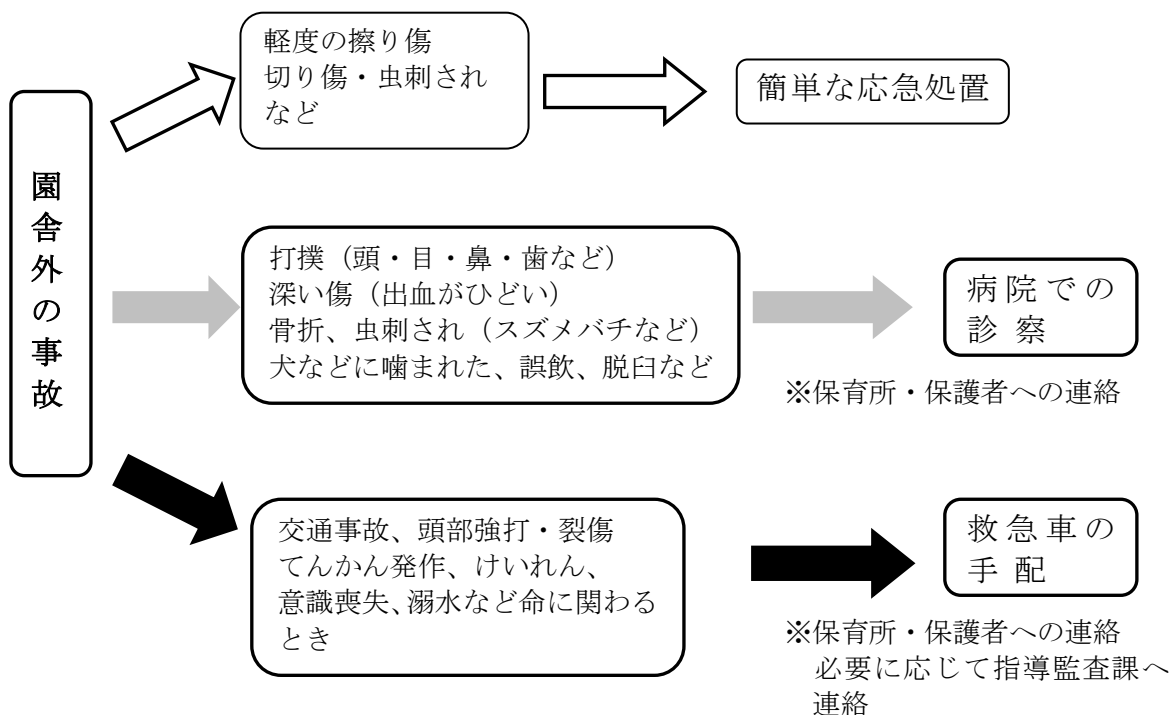 園舎外の事故
軽度の擦り傷
切り傷・虫刺され
など
簡単な応急処置
打撲（頭・目・鼻・歯など）
深い傷（出血がひどい）
骨折、虫刺され（スズメバチなど）
犬などに噛まれた、誤飲、脱臼など
病院での
診察
※保育所・保護者への連絡
交通事故、頭部強打・裂傷
てんかん発作、けいれん、
意識喪失、溺水など命に関わる
とき
救急車の
手配
※保育所・保護者への連絡
必要に応じて指導監査課へ
連絡